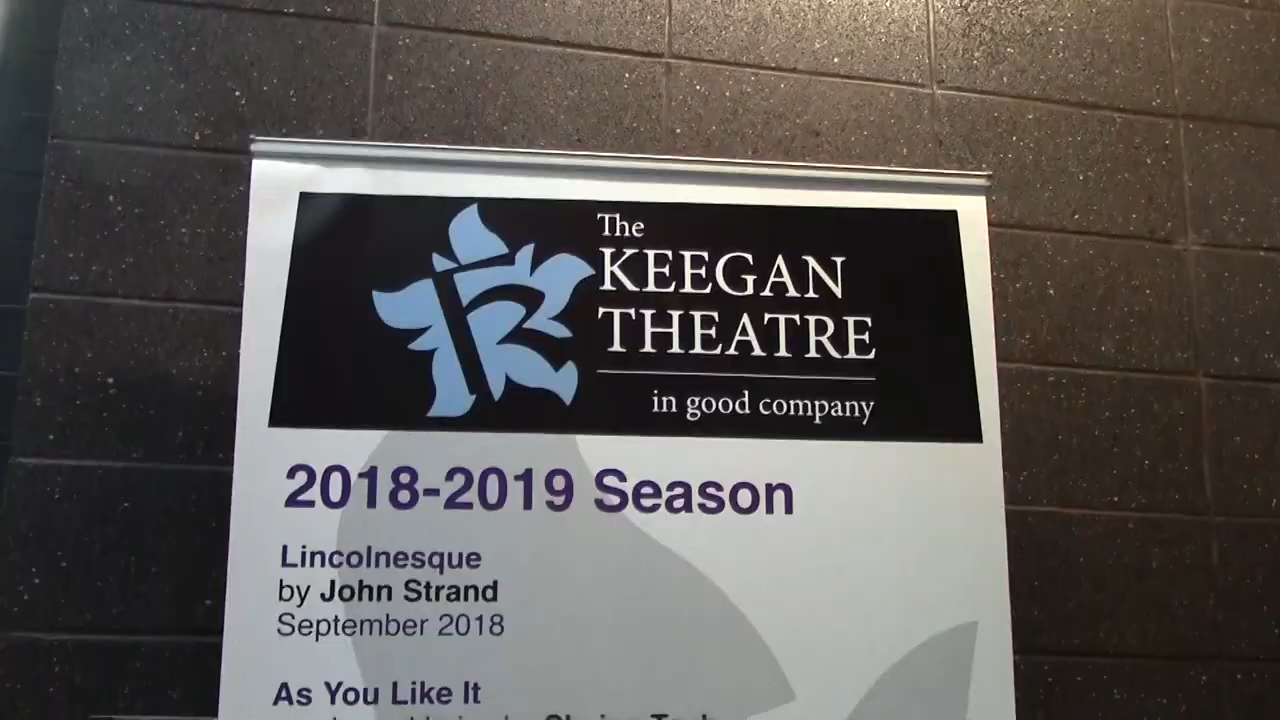 The
KEEGAN
THEATRE
in good company
2018-2019 Season
Lincolnesque
by John Strand
September 2018
As You Like It